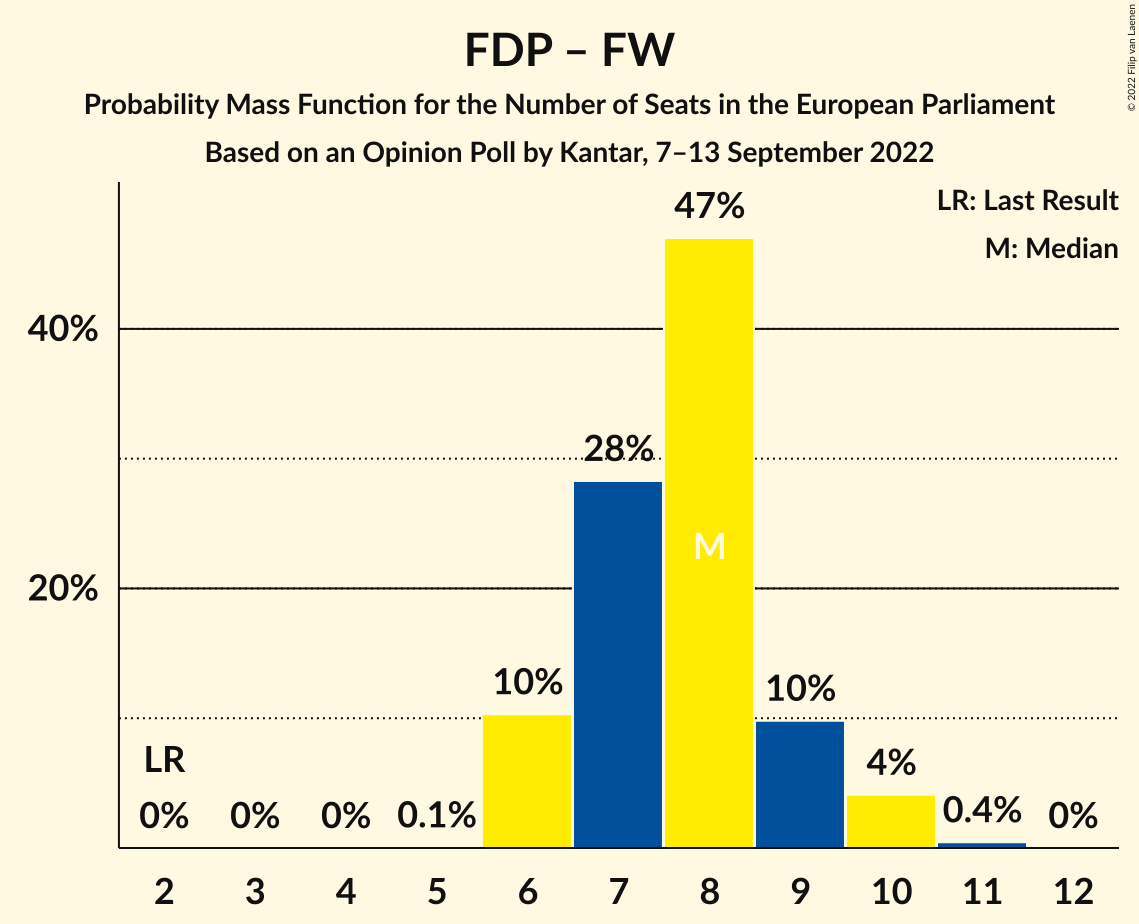 FDP – FW
Probability Mass Function for the Number of Seats in the European Parliament
Based on an Opinion Poll by Kantar, 7–13 September 2022
© 2022 Filip van Laenen
LR: Last Result
M: Median
47%
40%
28%
M
20%
10%
10%
LR
4%
0%
0%
0%
0.1%
0.4%
0%
2 3 4 5 6 7 8 9 10 11 12